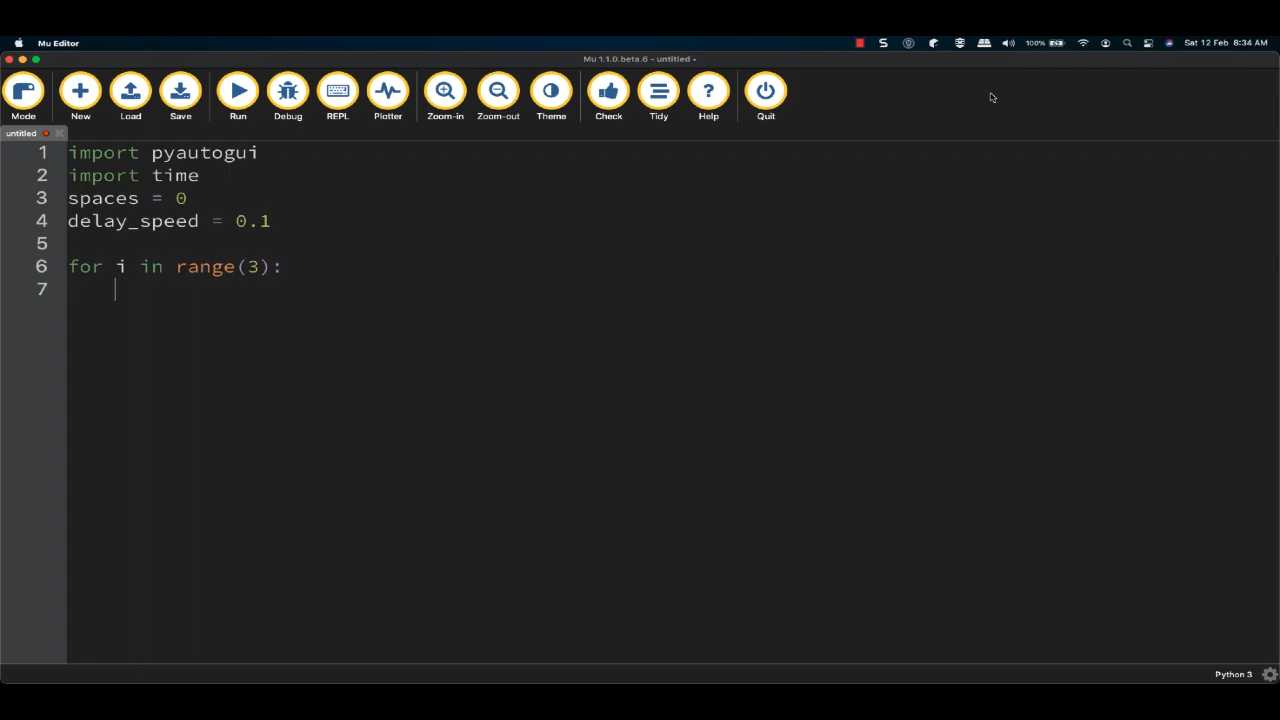 Mu Editor
100%
Sat 12 Feb 8:34 AM
Mu 1.1.0.beta.6 - untitled •
Mode New Load Save Run Debug REPL Plotter Zoom-in Zoom-out Theme Check Tidy Help Quit
untitled
1 import pyautogui
2 import time
3 spaces = 0
4 delay_speed = 0.1
5
6 for i in range(3):
7
Python 3